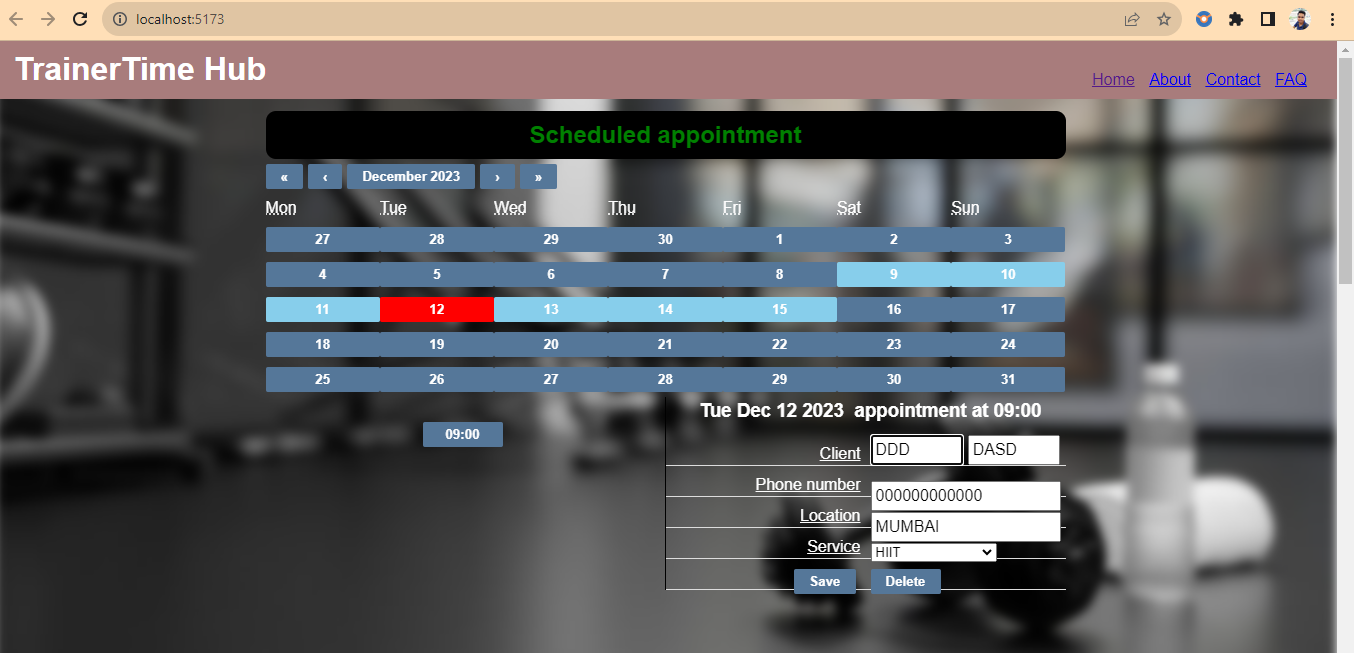 localhost:5173
TrainerTime Hub
Home About Contact FAQ
Scheduled appointment
« ‹ December 2023 › »
Mon Tue Wed Thu Fri Sat Sun
27 28 29 30 1 2 3
4 5 6 7 8 9 10
11 12 13 14 15 16 17
18 19 20 21 22 23 24
25 26 27 28 29 30 31
09:00
Tue Dec 12 2023 appointment at 09:00
Client DDD DASD
Phone number 000000000000
Location MUMBAI
Service HIIT
Save Delete